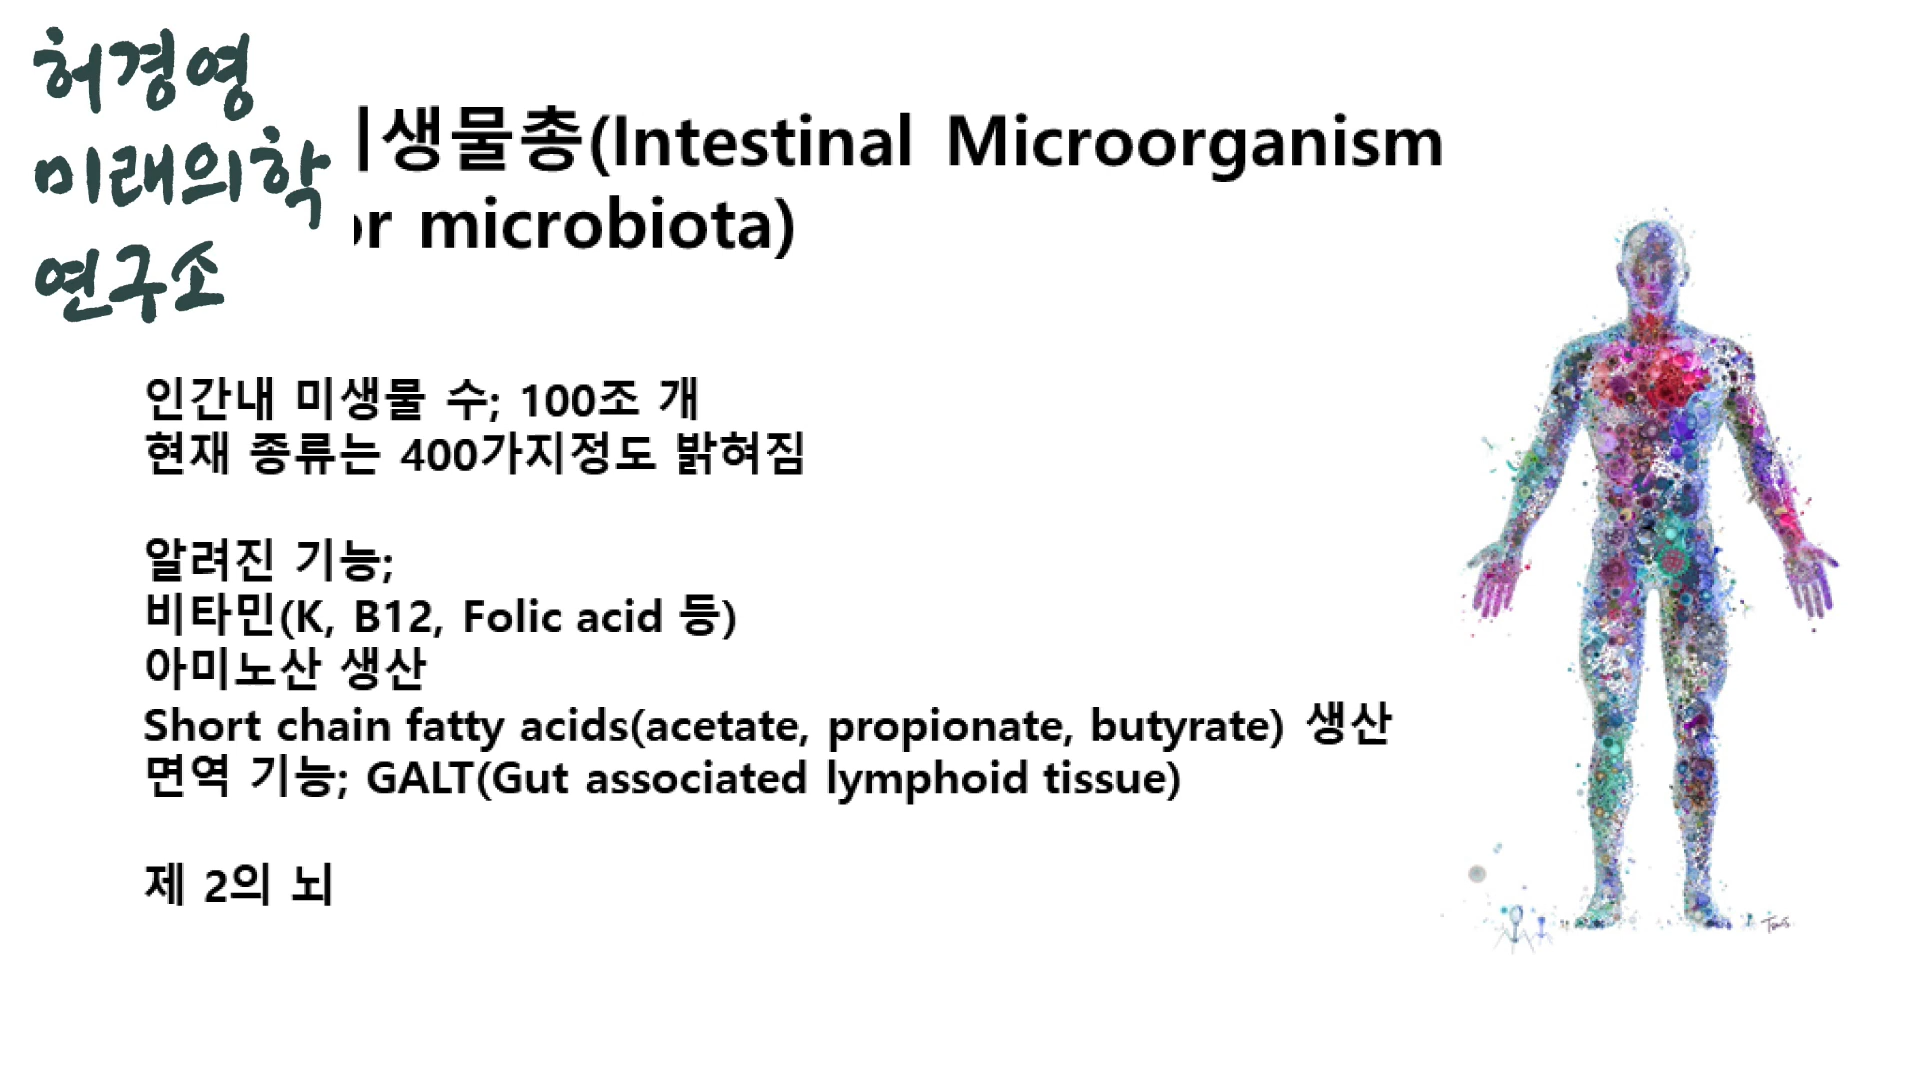 허경영
미래의학
연구소
생물총(Intestinal Microorganism
or microbiota)
인간내 미생물 수; 100조 개
현재 종류는 400가지정도 밝혀짐
알려진 기능;
비타민(K, B12, Folic acid 등)
아미노산 생산
Short chain fatty acids(acetate, propionate, butyrate) 생산
면역 기능; GALT(Gut associated lymphoid tissue)
제 2의 뇌